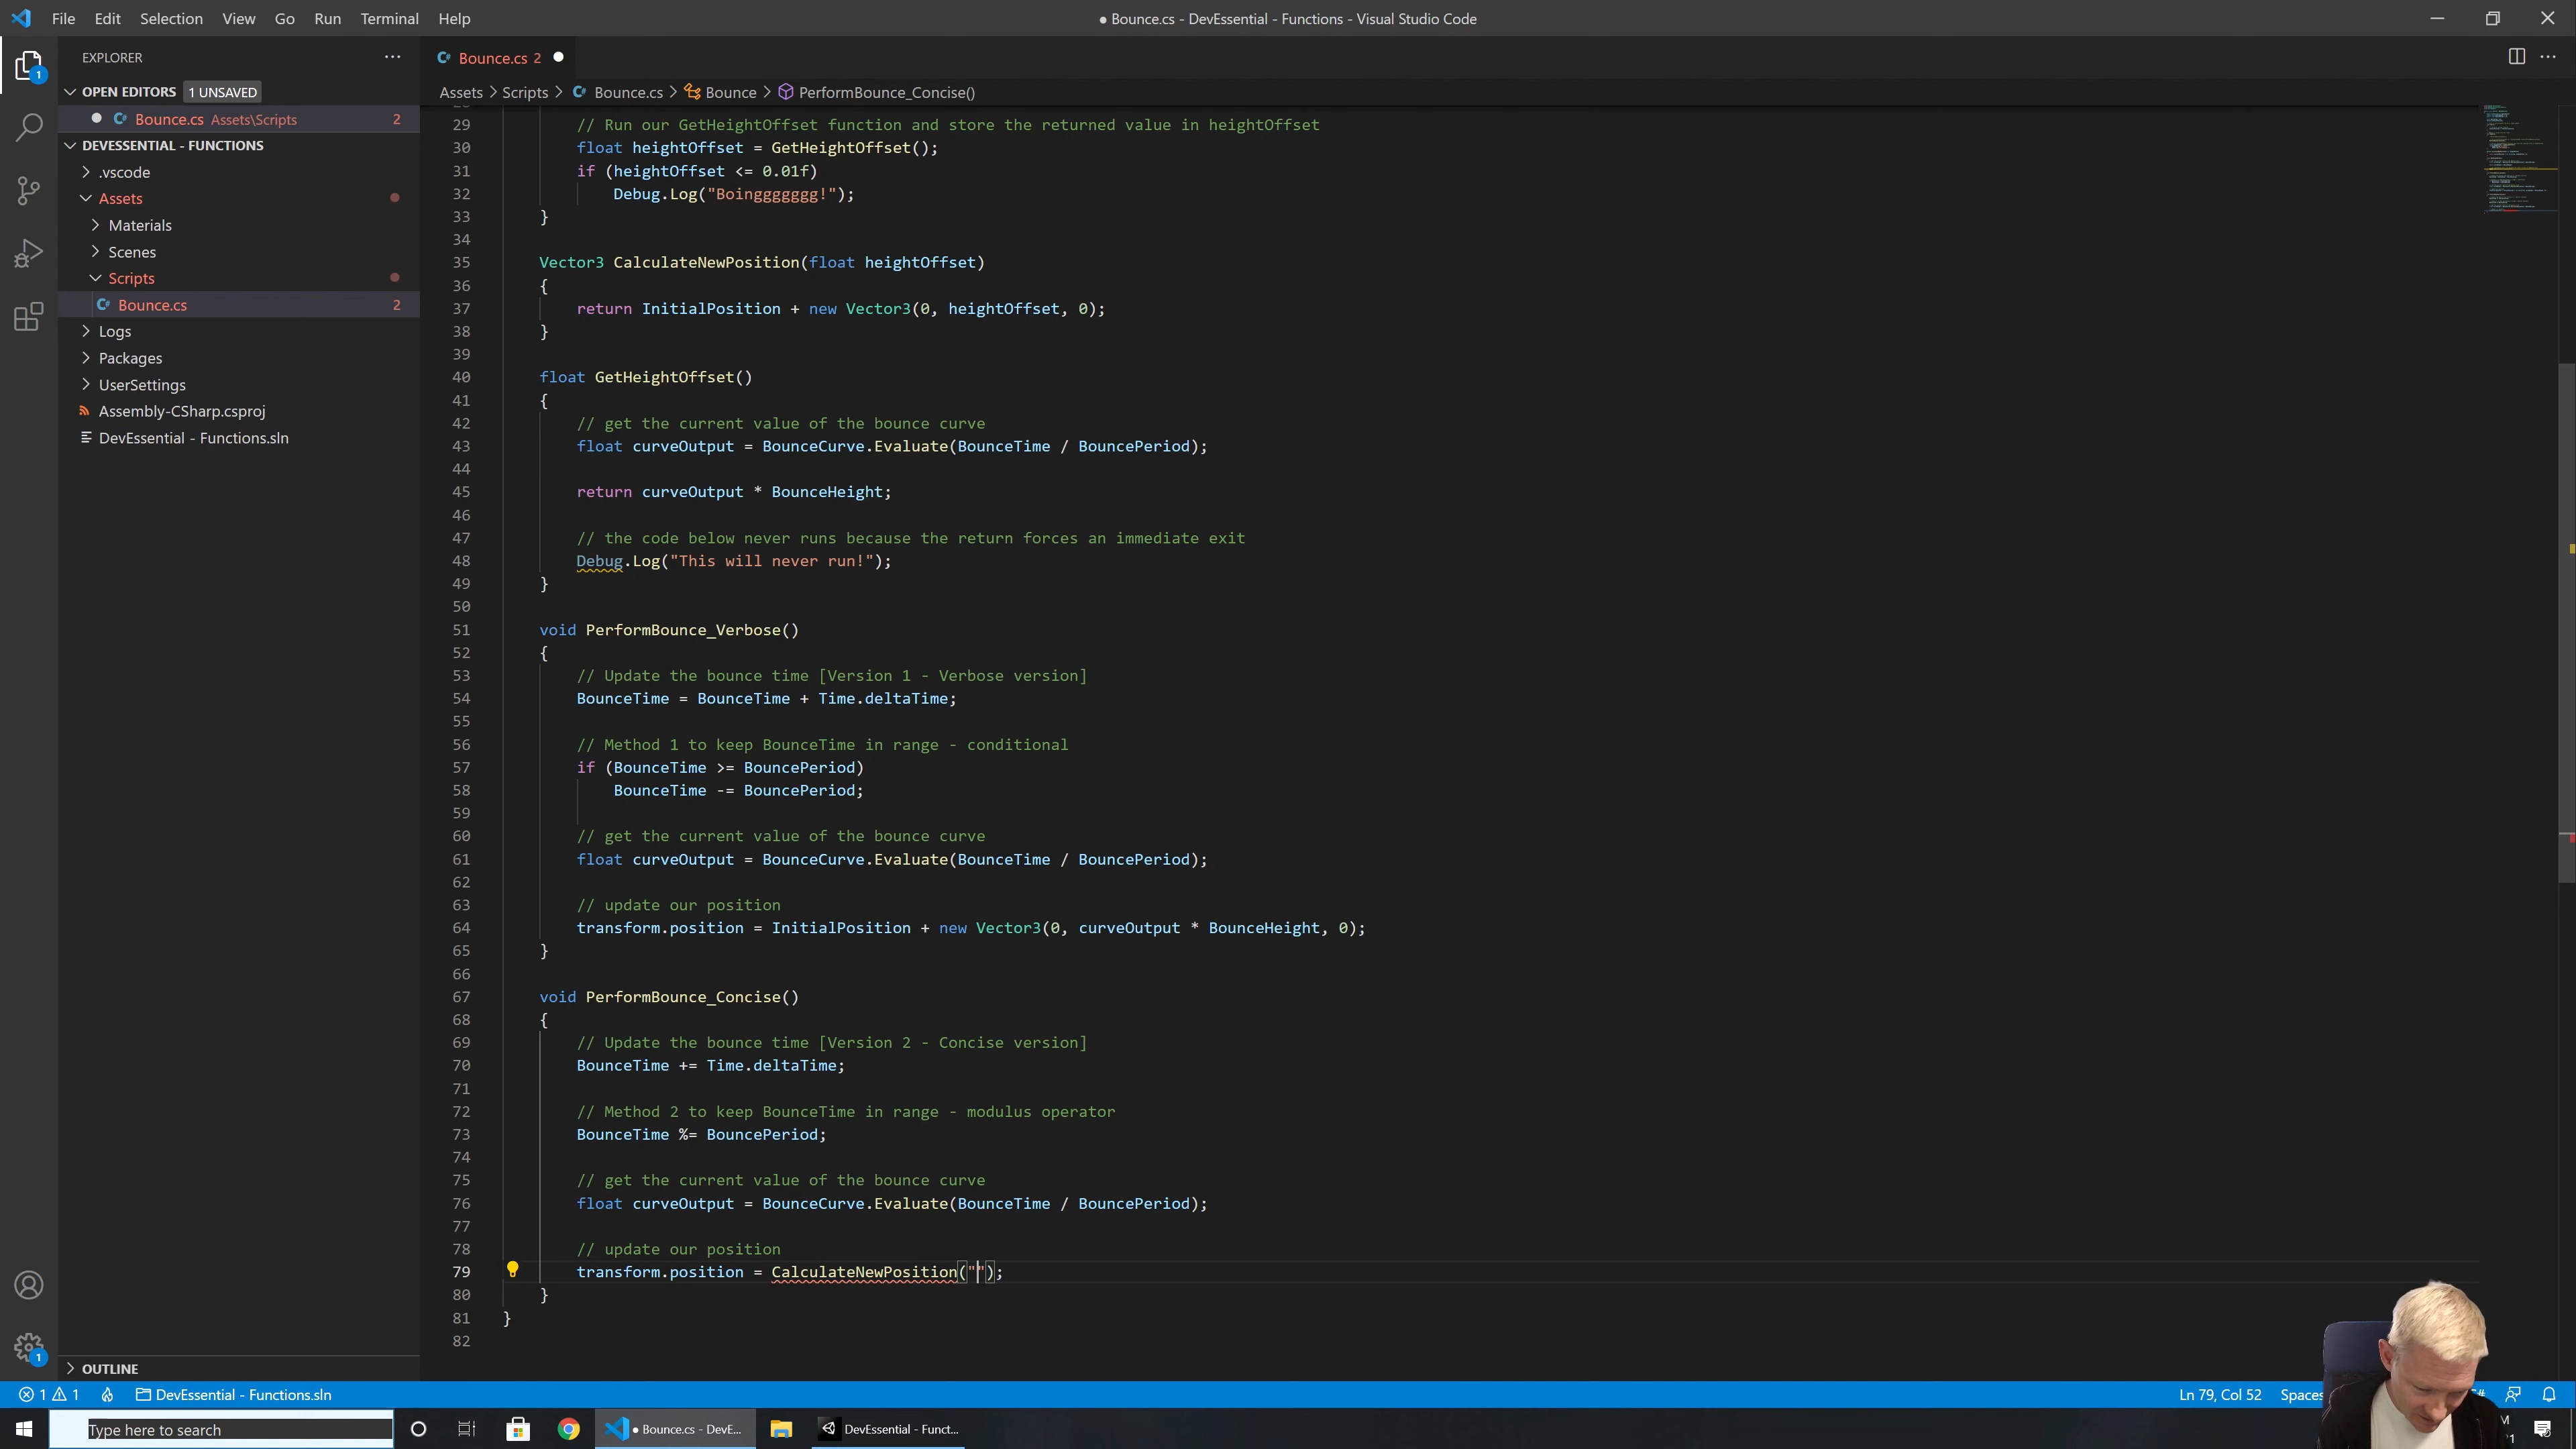 File Edit Selection View Go Run Terminal Help
● Bounce.cs - DevEssential - Functions - Visual Studio Code
EXPLORER
OPEN EDITORS 1 UNSAVED
Bounce.cs Assets\Scripts 2
DEVESSENTIAL - FUNCTIONS
.vscode
Assets
Materials
Scenes
Scripts
Bounce.cs 2
Logs
Packages
UserSettings
Assembly-CSharp.csproj
DevEssential - Functions.sln
OUTLINE
1
1
Bounce.cs 2
Assets > Scripts > Bounce.cs > Bounce > PerformBounce_Concise()
29 // Run our GetHeightOffset function and store the returned value in heightOffset
30 float heightOffset = GetHeightOffset();
31 if (heightOffset <= 0.01f)
32 Debug.Log("Boinggggggg!");
33 }
34
35 Vector3 CalculateNewPosition(float heightOffset)
36 {
37 return InitialPosition + new Vector3(0, heightOffset, 0);
38 }
39
40 float GetHeightOffset()
41 {
42 // get the current value of the bounce curve
43 float curveOutput = BounceCurve.Evaluate(BounceTime / BouncePeriod);
44
45 return curveOutput * BounceHeight;
46
47 // the code below never runs because the return forces an immediate exit
48 Debug.Log("This will never run!");
49 }
50
51 void PerformBounce_Verbose()
52 {
53 // Update the bounce time [Version 1 - Verbose version]
54 BounceTime = BounceTime + Time.deltaTime;
55
56 // Method 1 to keep BounceTime in range - conditional
57 if (BounceTime >= BouncePeriod)
58 BounceTime -= BouncePeriod;
59
60 // get the current value of the bounce curve
61 float curveOutput = BounceCurve.Evaluate(BounceTime / BouncePeriod);
62
63 // update our position
64 transform.position = InitialPosition + new Vector3(0, curveOutput * BounceHeight, 0);
65 }
66
67 void PerformBounce_Concise()
68 {
69 // Update the bounce time [Version 2 - Concise version]
70 BounceTime += Time.deltaTime;
71
72 // Method 2 to keep BounceTime in range - modulus operator
73 BounceTime %= BouncePeriod;
74
75 // get the current value of the bounce curve
76 float curveOutput = BounceCurve.Evaluate(BounceTime / BouncePeriod);
77
78 // update our position
79 transform.position = CalculateNewPosition("");
80 }
81 }
82
1 1 DevEssential - Functions.sln
Ln 79, Col 52 Spaces
Type here to search
● Bounce.cs - DevE...
DevEssential - Funct...